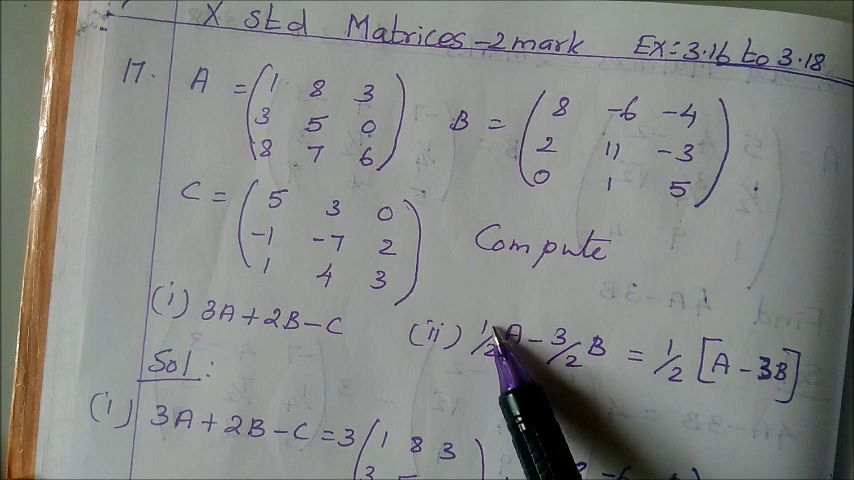 X std Matrices - 2 mark Ex = 3.16 to 3.18
17. A = (1 8 3
3 5 0
8 7 6) B = (8 -6 -4
2 11 -3
0 1 5)
C = (5 3 0
-1 -7 2
1 4 3) Compute
(i) 3A + 2B - C (ii) 1/2 A - 3/2 B = 1/2 [A - 3B]
Sol :
(i) 3A + 2B - C = 3 (1 8 3